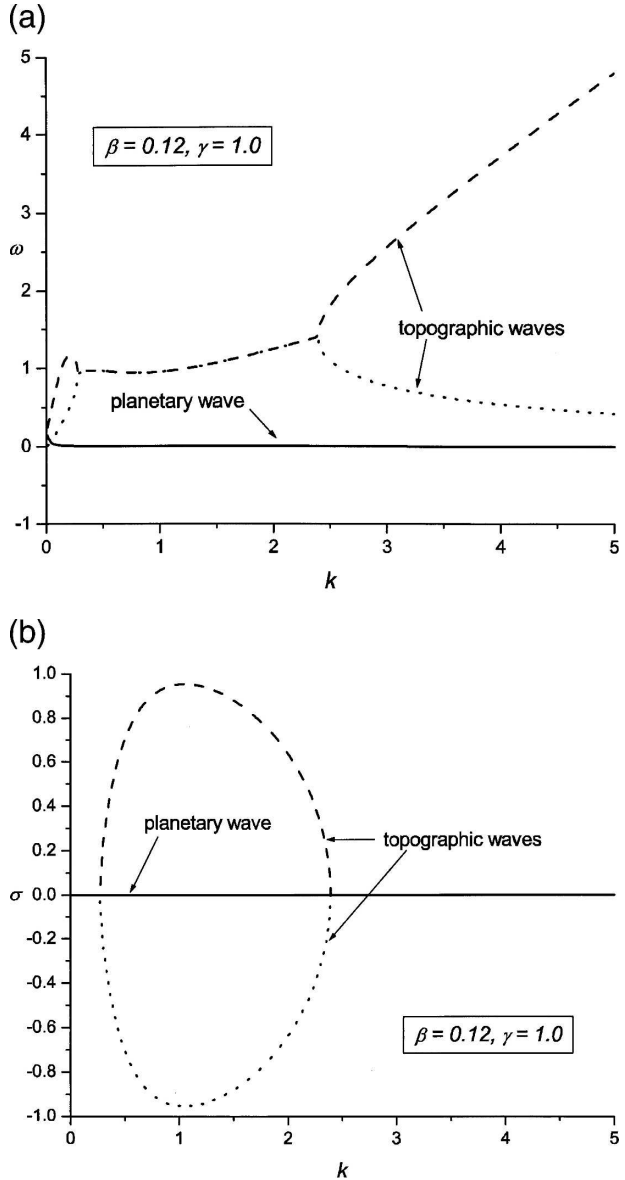 (a)
5
4
3
2
1
0
-1
ω
β = 0.12, γ = 1.0
topographic waves
planetary wave
0 1 2 3 4 5
k
(b)
1.0
0.8
0.6
0.4
0.2
0.0
-0.2
-0.4
-0.6
-0.8
-1.0
σ
planetary wave
topographic waves
β = 0.12, γ = 1.0
0 1 2 3 4 5
k